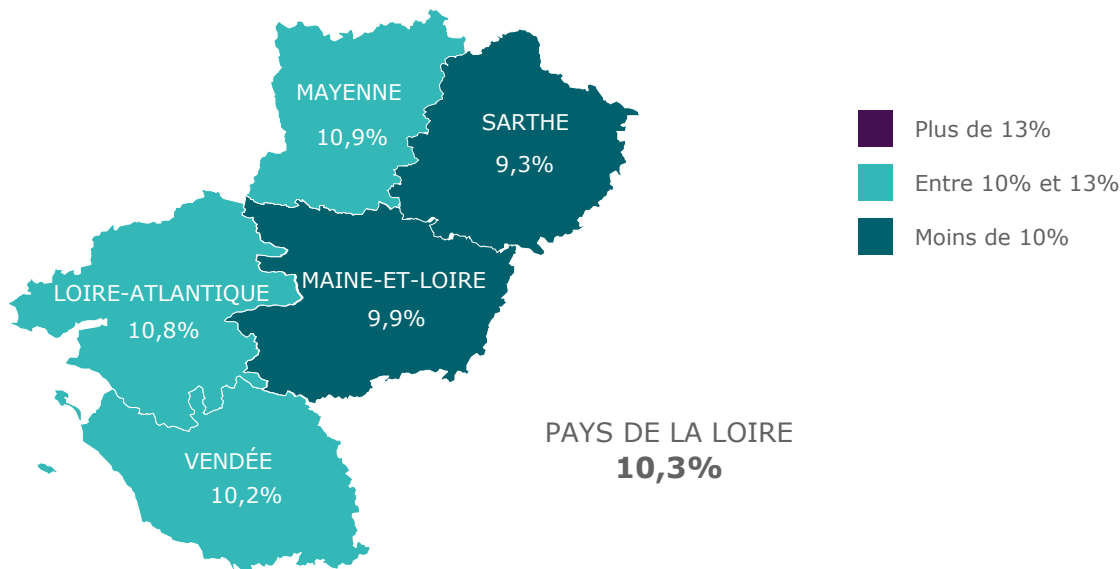 MAYENNE
10,9%
SARTHE
9,3%
LOIRE-ATLANTIQUE
10,8%
MAINE-ET-LOIRE
9,9%
VENDÉE
10,2%
PAYS DE LA LOIRE
10,3%
Plus de 13%
Entre 10% et 13%
Moins de 10%